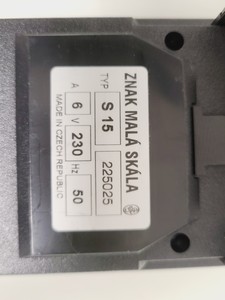 ZNAK MALÁ SKÁLA
TYP S 15 225025
A 6 V 230 Hz 50
MADE IN CZECH REPUBLIC